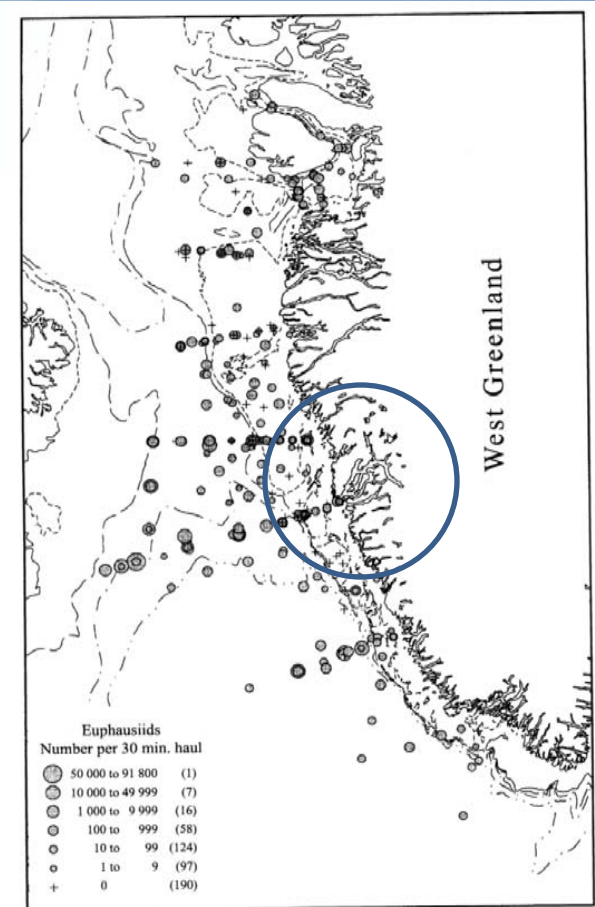 West Greenland
Euphausiids
Number per 30 min. haul
50 000 to 91 800 (1)
10 000 to 49 999 (7)
1 000 to 9 999 (16)
100 to 999 (58)
10 to 99 (124)
1 to 9 (97)
0 (190)